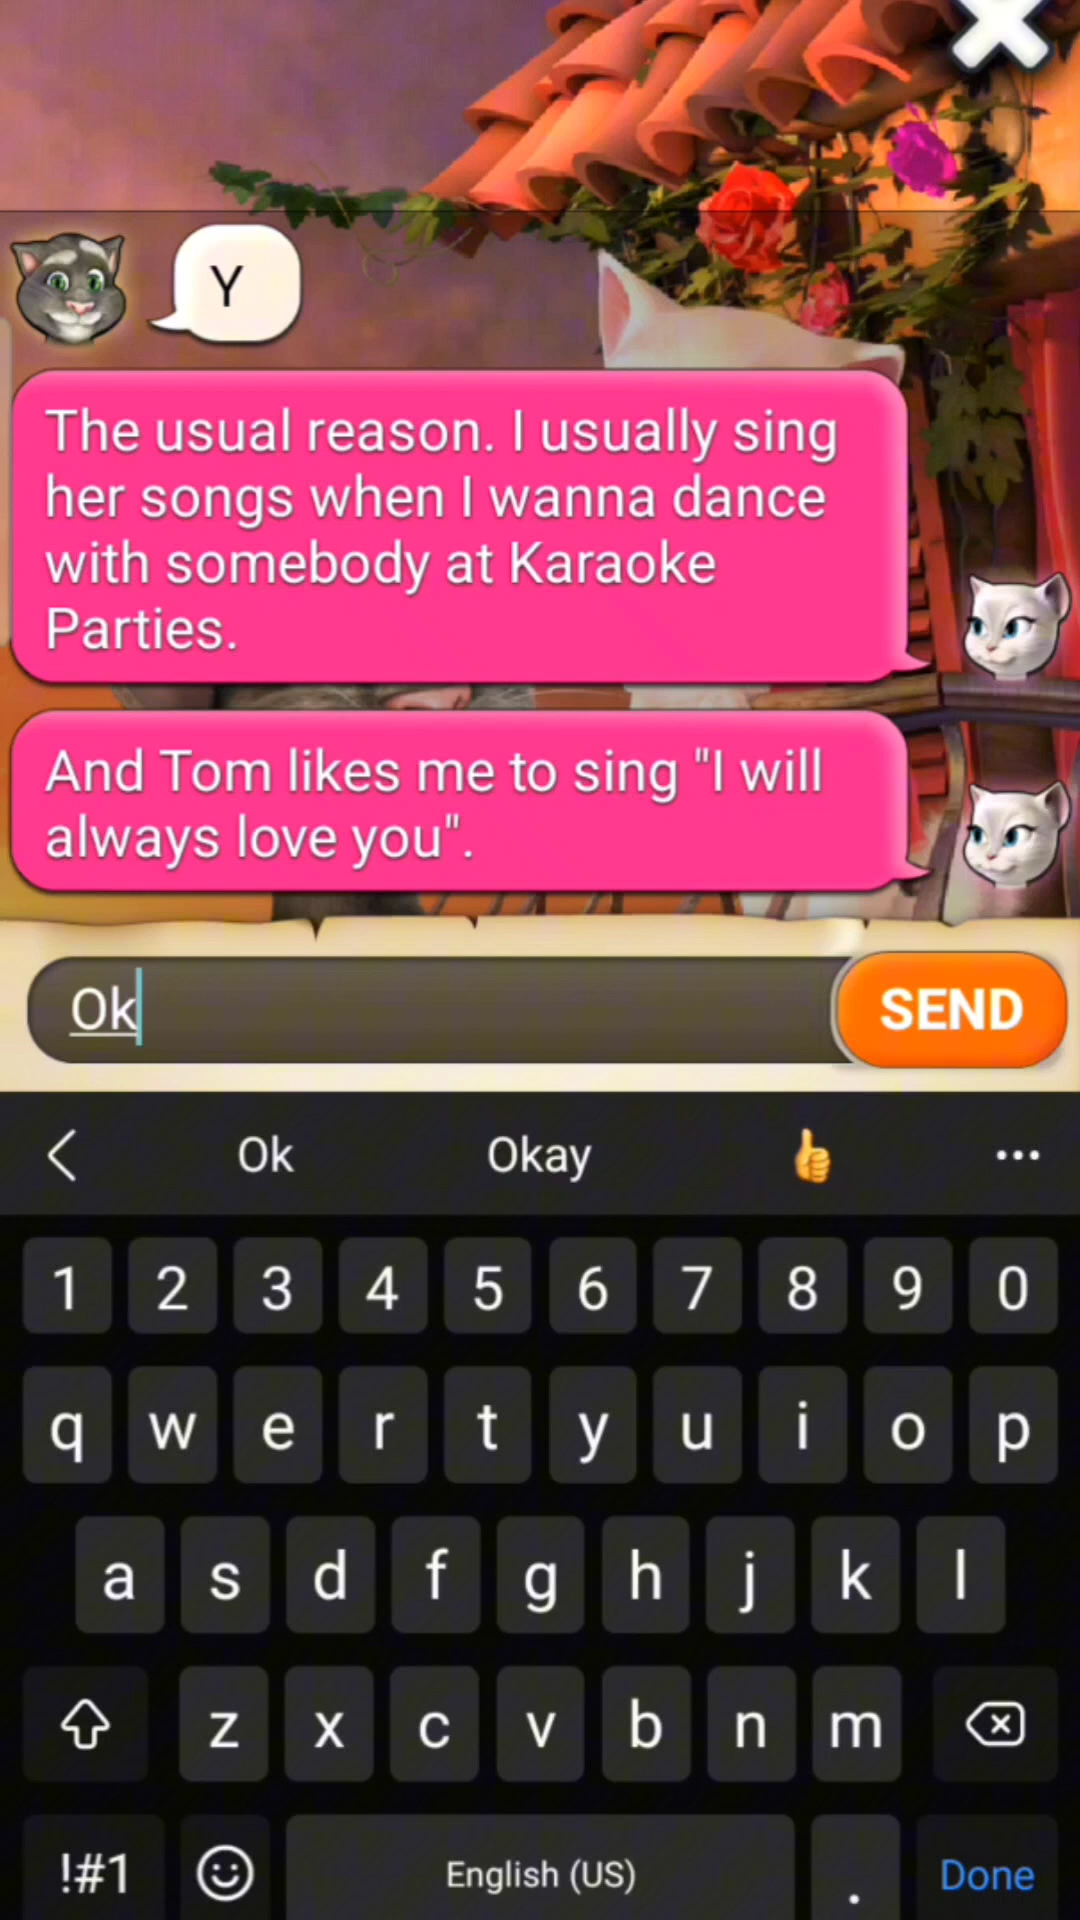 Y
The usual reason. I usually sing
her songs when I wanna dance
with somebody at Karaoke
Parties.
And Tom likes me to sing "I will
always love you".
Ok
SEND
Ok Okay 👍 ...
1 2 3 4 5 6 7 8 9 0
q w e r t y u i o p
a s d f g h j k l
z x c v b n m
!#1 English (US) . Done